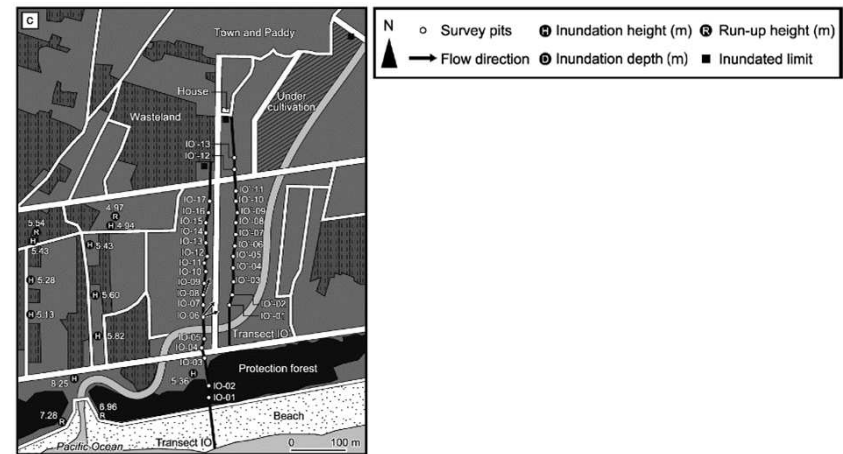 C
Town and Paddy
House
Under
cultivation
Wasteland
IO'-13
IO'-12
IO-17
IO-16
IO-15
IO-14
IO-13
IO-12
IO-11
IO-10
IO-09
IO-08
IO-07
IO-06
IO-05
IO-04
IO-03
IO-02
IO-01
IO'-11
IO'-10
IO'-09
IO'-08
IO'-07
IO'-06
IO'-05
IO'-04
IO'-03
IO'-02
IO'-01
4.97
R
H 4.94
5.54
R
H
5.43
H 5.43
H 5.28
H 5.60
H 5.13
H 5.82
Transect IO'
Protection forest
8.25 H
5.36 H
7.28 R
6.96
R
Beach
Pacific Ocean
Transect IO
0 100 m
N
Survey pits
H Inundation height (m)
R Run-up height (m)
Flow direction
D Inundation depth (m)
Inundated limit